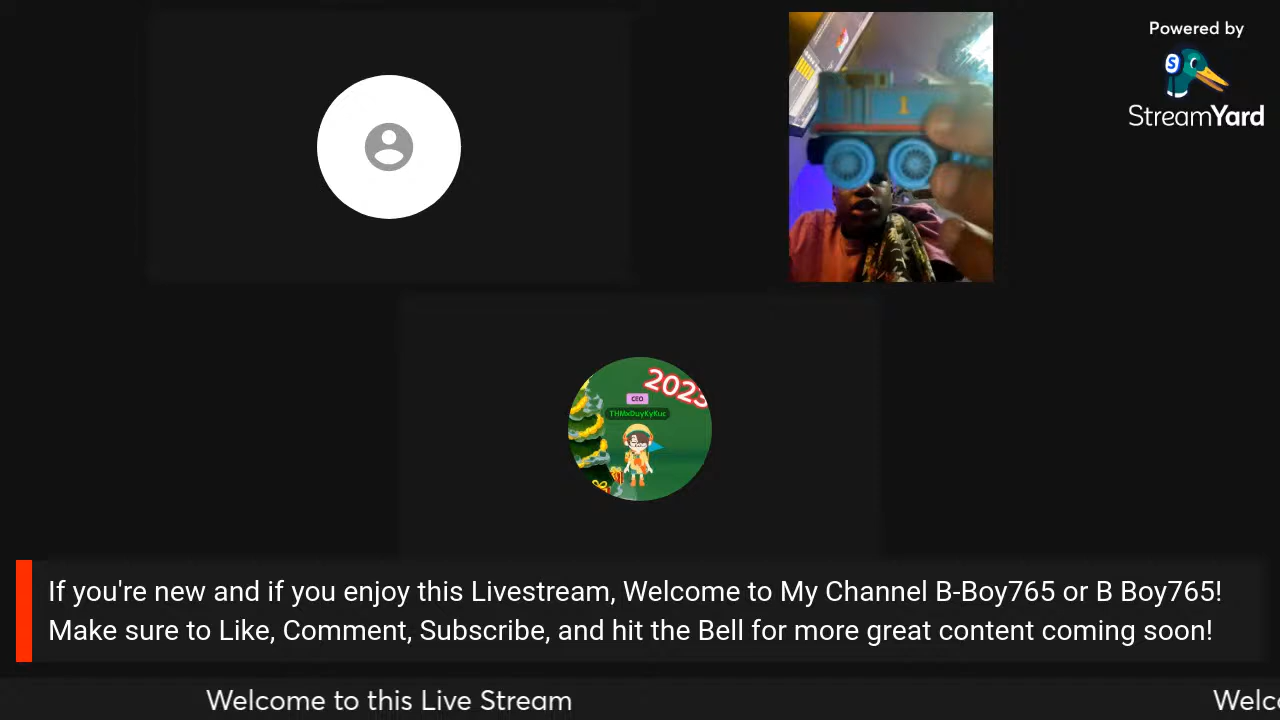 Powered by
S
StreamYard
1
2023
CEO
THMxDuyKyKuc
If you're new and if you enjoy this Livestream, Welcome to My Channel B-Boy765 or B Boy765!
Make sure to Like, Comment, Subscribe, and hit the Bell for more great content coming soon!
Welcome to this Live Stream
Welc